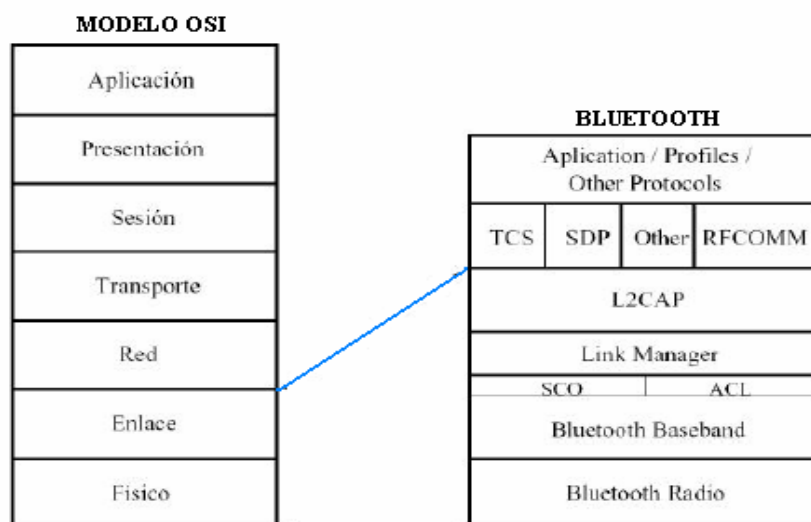 MODELO OSI
Aplicación
Presentación
Sesión
Transporte
Red
Enlace
Físico
BLUETOOTH
Aplication / Profiles /
Other Protocols
TCS SDP Other RFCOMM
L2CAP
Link Manager
SCO ACL
Bluetooth Baseband
Bluetooth Radio